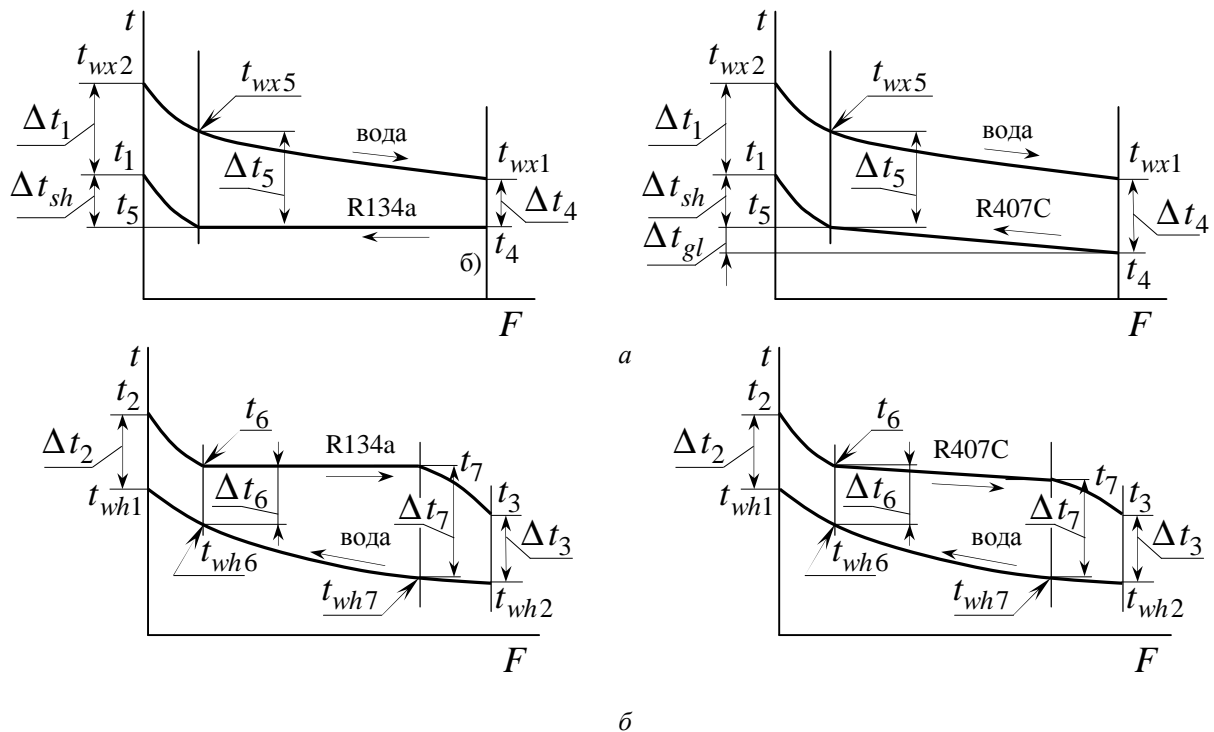 t
t_wx2
t_wx5
Δt_1
вода
t_wx1
t_1
Δt_5
Δt_sh
t_5
R134a
Δt_4
t_4
б)
F
t
t_wx2
t_wx5
Δt_1
вода
t_wx1
t_1
Δt_5
Δt_sh
t_5
R407C
Δt_4
Δt_gl
t_4
F
а
t
t_2
t_6
R134a
Δt_2
t_7
Δt_6
t_3
t_wh1
Δt_7
вода
Δt_3
t_wh6
t_wh7
t_wh2
F
t
t_2
t_6
R407C
Δt_2
t_7
Δt_6
t_3
t_wh1
Δt_7
вода
Δt_3
t_wh6
t_wh7
t_wh2
F
б